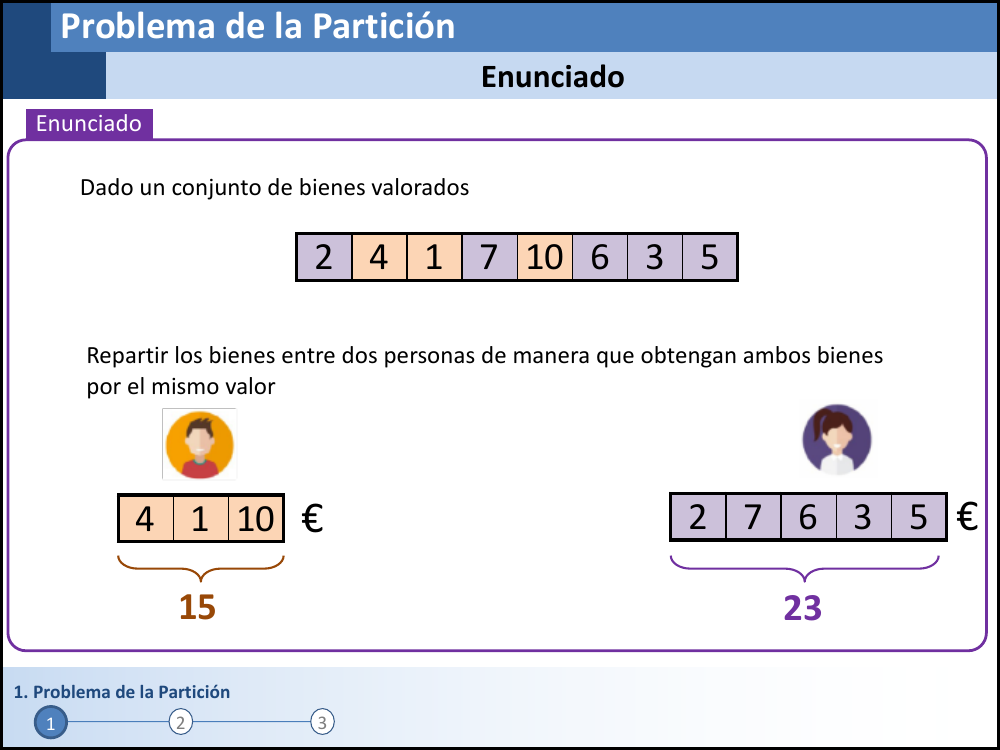 Problema de la Partición
Enunciado
Enunciado
Dado un conjunto de bienes valorados
2 4 1 7 10 6 3 5
Repartir los bienes entre dos personas de manera que obtengan ambos bienes
por el mismo valor
4 1 10 €
2 7 6 3 5 €
15
23
1. Problema de la Partición
1 2 3